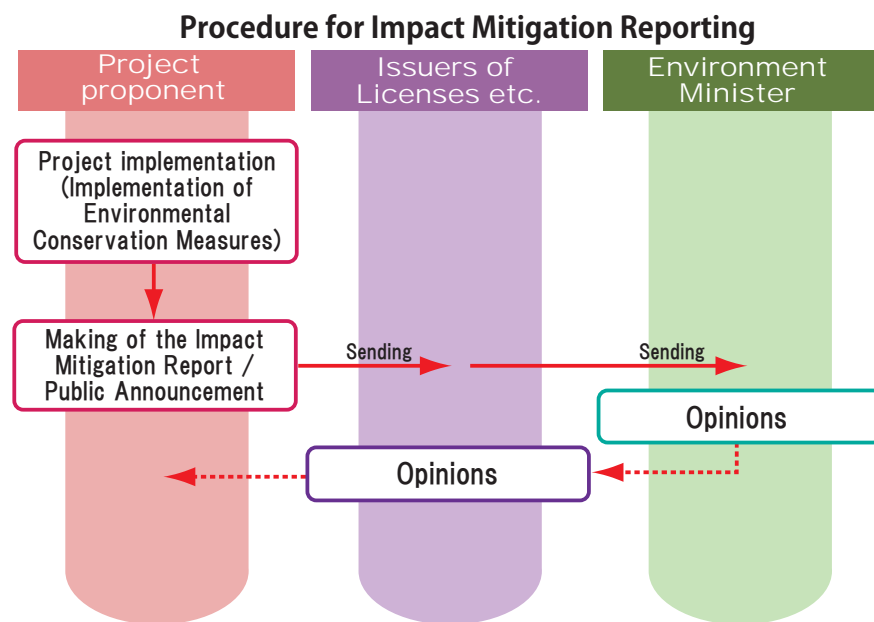 Procedure for Impact Mitigation Reporting
Project
proponent
Issuers of
Licenses etc.
Environment
Minister
Project implementation
(Implementation of
Environmental
Conservation Measures)
Making of the Impact
Mitigation Report /
Public Announcement
Sending
Sending
Opinions
Opinions